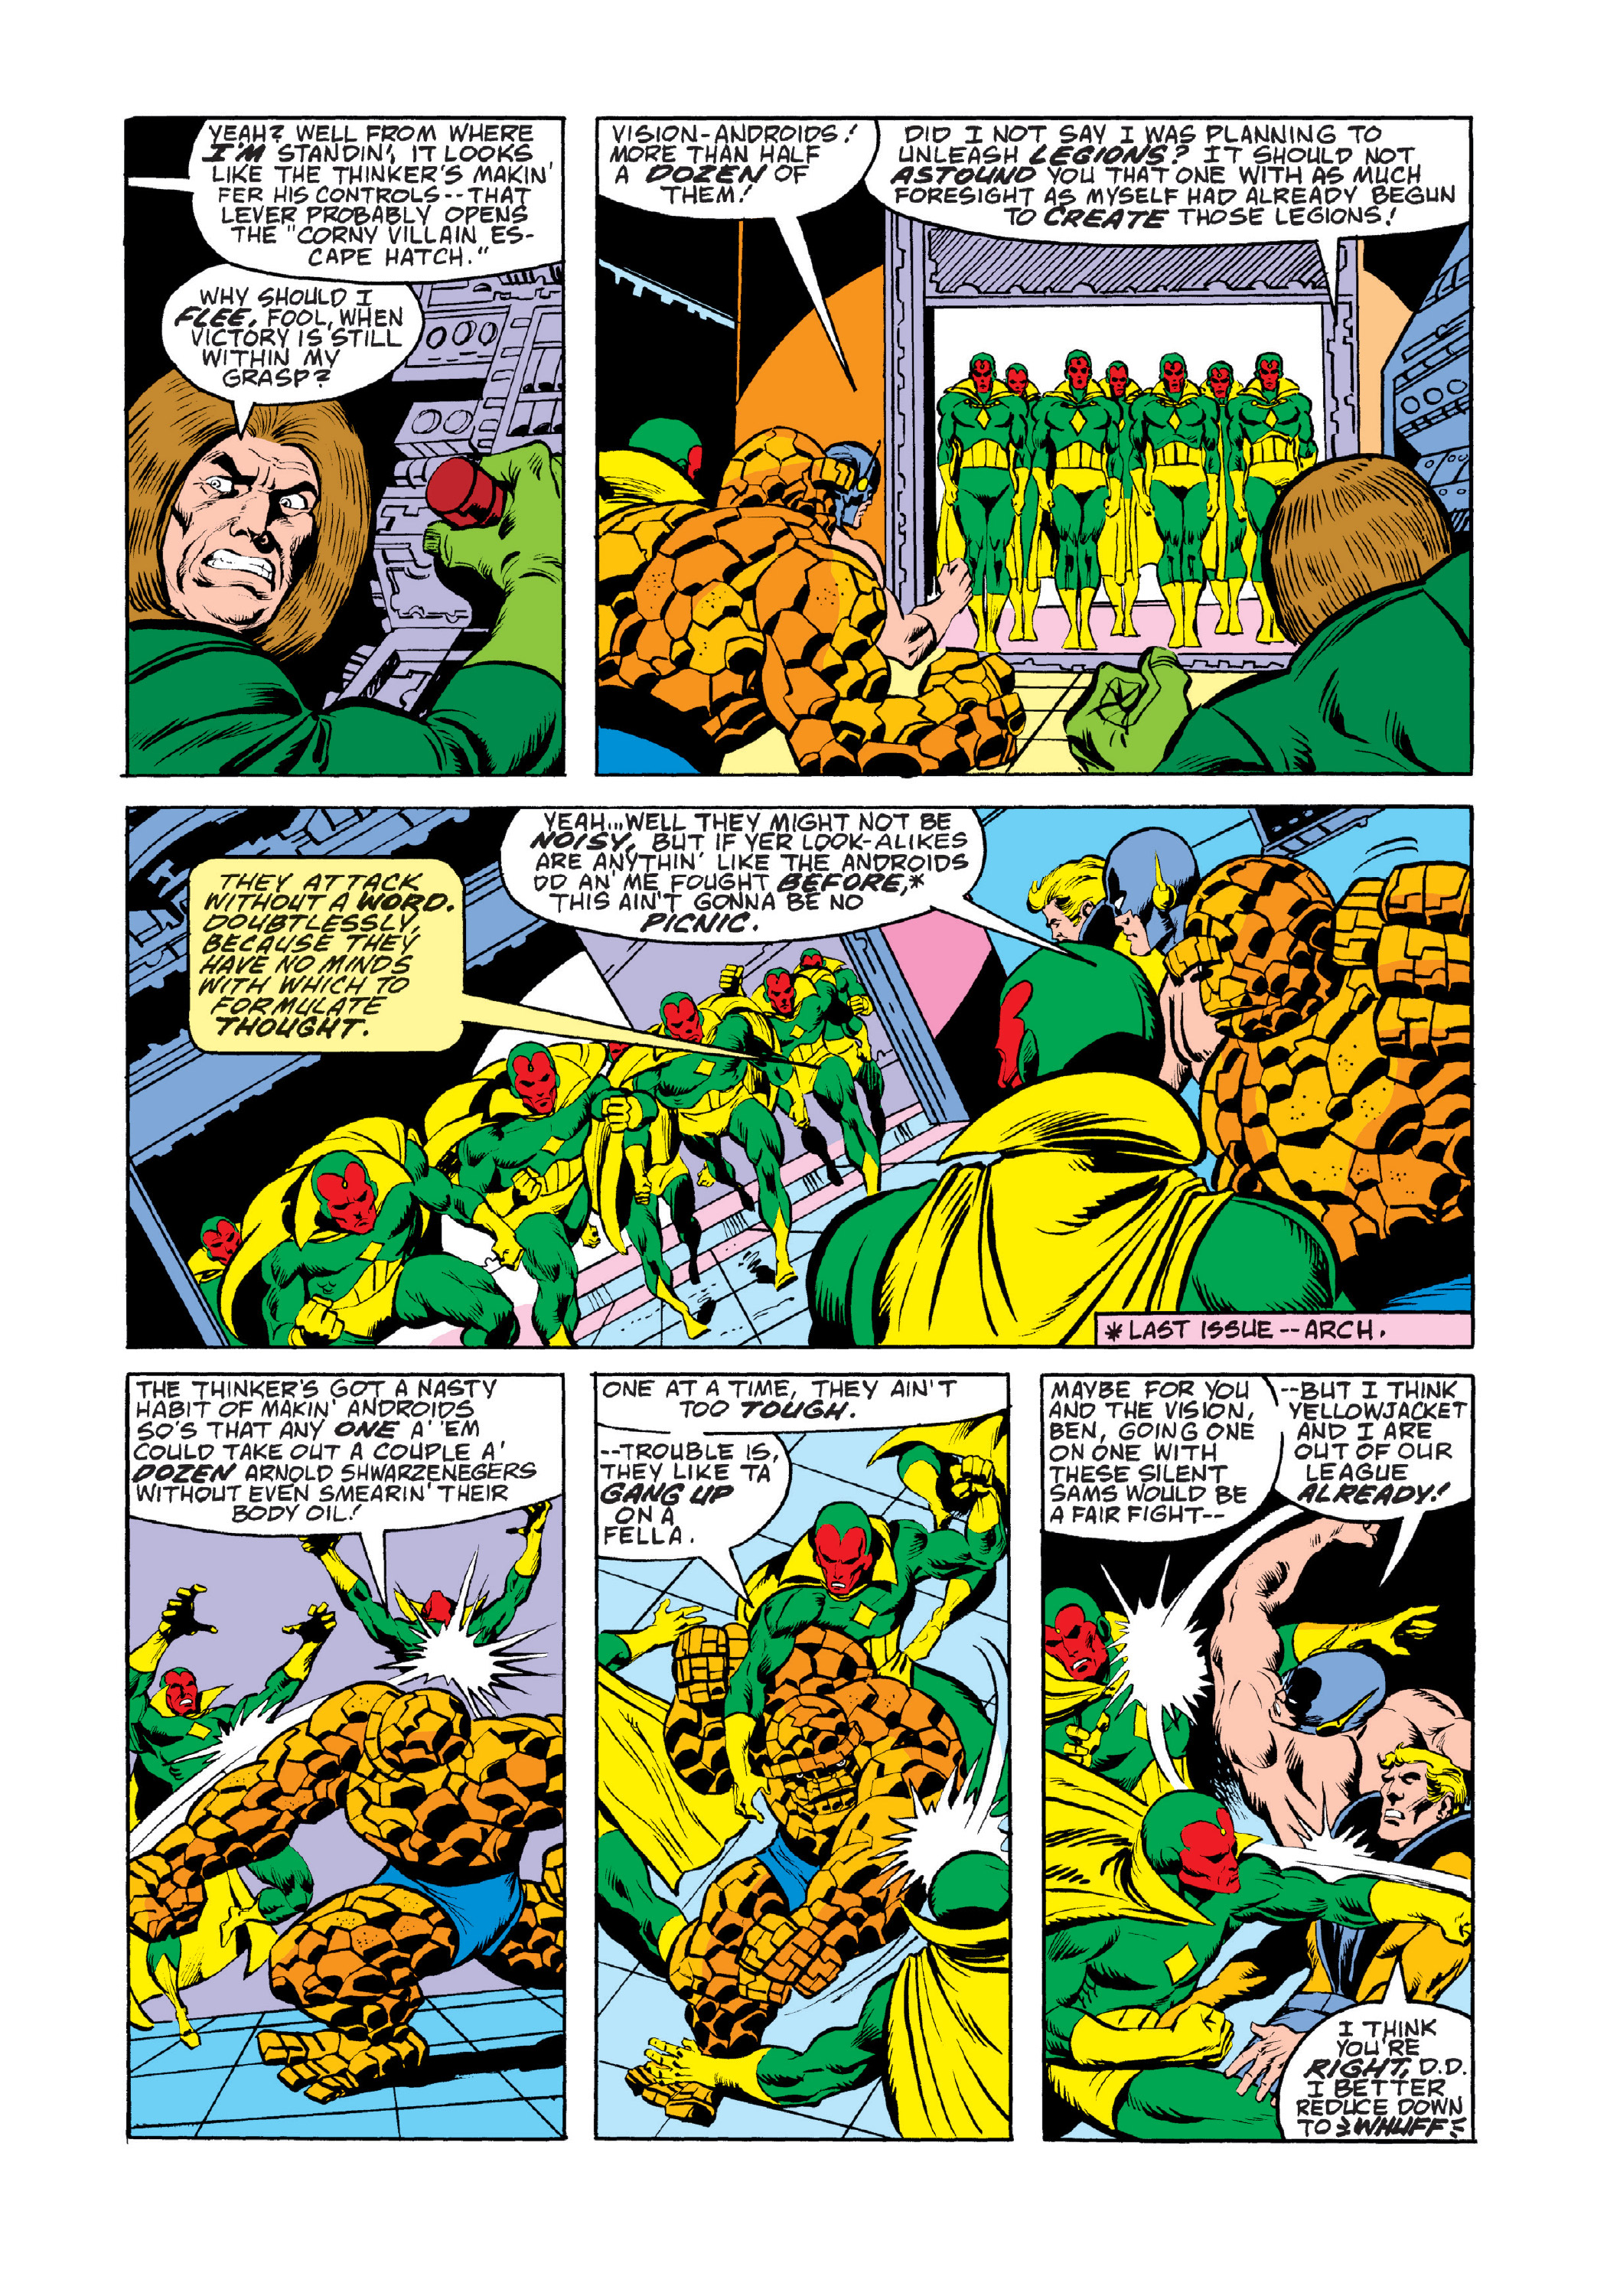 YEAH? WELL FROM WHERE
I'M STANDIN', IT LOOKS
LIKE THE THINKER'S MAKIN'
FER HIS CONTROLS--THAT
LEVER PROBABLY OPENS
THE "CORNY VILLAIN ES-
CAPE HATCH."
WHY SHOULD I
FLEE, FOOL, WHEN
VICTORY IS STILL
WITHIN MY
GRASP?
VISION-ANDROIDS!
MORE THAN HALF
A DOZEN OF
THEM!
DID I NOT SAY I WAS PLANNING TO
UNLEASH LEGIONS? IT SHOULD NOT
ASTOUND YOU THAT ONE WITH AS MUCH
FORESIGHT AS MYSELF HAD ALREADY BEGUN
TO CREATE THOSE LEGIONS!
THEY ATTACK
WITHOUT A WORD.
DOUBTLESSLY,
BECAUSE THEY
HAVE NO MINDS
WITH WHICH TO
FORMULATE
THOUGHT.
YEAH...WELL THEY MIGHT NOT BE
NOISY, BUT IF YER LOOK-ALIKES
ARE ANYTHIN' LIKE THE ANDROIDS
DD AN' ME FOUGHT BEFORE,*
THIS AIN'T GONNA BE NO
PICNIC.
*LAST ISSUE--ARCH.
THE THINKER'S GOT A NASTY
HABIT OF MAKIN' ANDROIDS
SO'S THAT ANY ONE A' 'EM
COULD TAKE OUT A COUPLE A'
DOZEN ARNOLD SHWARZENEGERS
WITHOUT EVEN SMEARIN' THEIR
BODY OIL!
ONE AT A TIME, THEY AIN'T
TOO TOUGH.
--TROUBLE IS,
THEY LIKE TA
GANG UP
ON A
FELLA.
MAYBE FOR YOU
AND THE VISION,
BEN, GOING ONE
ON ONE WITH
THESE SILENT
SAMS WOULD BE
A FAIR FIGHT--
--BUT I THINK
YELLOWJACKET
AND I ARE
OUT OF OUR
LEAGUE
ALREADY!
I THINK
YOU'RE
RIGHT, D.D.
I BETTER
REDUCE DOWN
TO >WHUFF<